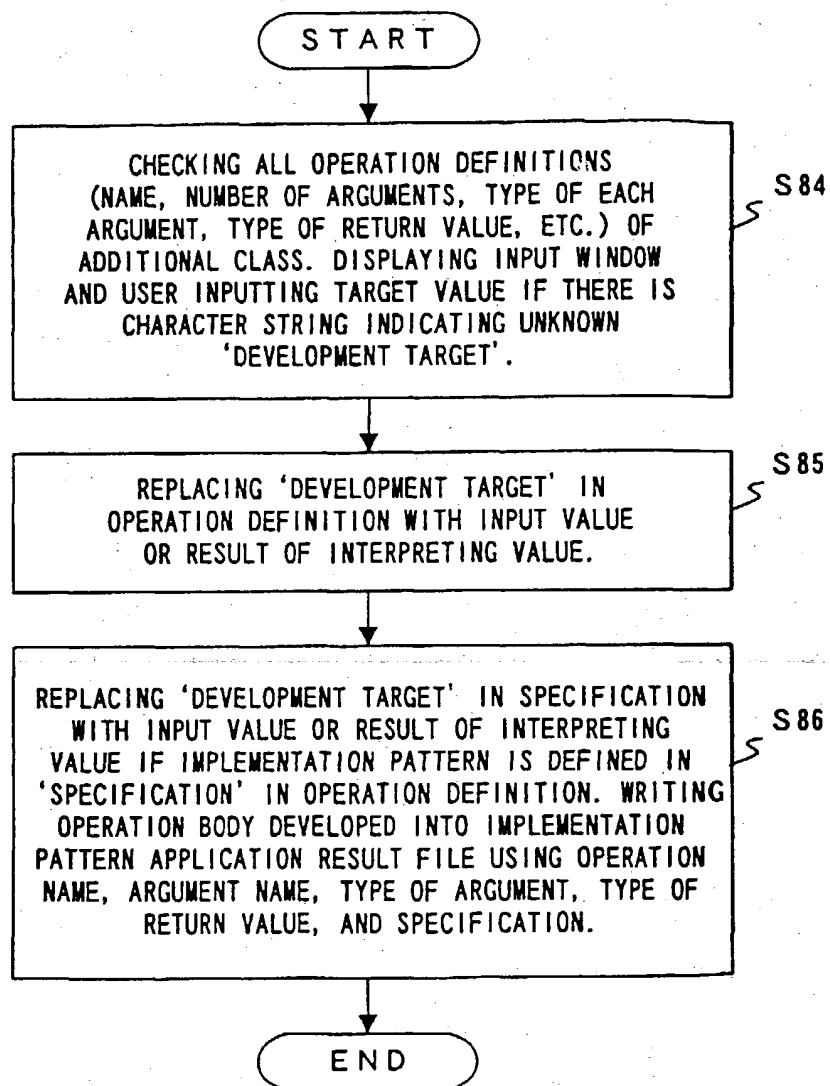 START
CHECKING ALL OPERATION DEFINITIONS
(NAME, NUMBER OF ARGUMENTS, TYPE OF EACH
ARGUMENT, TYPE OF RETURN VALUE, ETC.) OF
ADDITIONAL CLASS. DISPLAYING INPUT WINDOW
AND USER INPUTTING TARGET VALUE IF THERE IS
CHARACTER STRING INDICATING UNKNOWN
'DEVELOPMENT TARGET'.
S84
REPLACING 'DEVELOPMENT TARGET' IN
OPERATION DEFINITION WITH INPUT VALUE
OR RESULT OF INTERPRETING VALUE.
S85
REPLACING 'DEVELOPMENT TARGET' IN SPECIFICATION
WITH INPUT VALUE OR RESULT OF INTERPRETING
VALUE IF IMPLEMENTATION PATTERN IS DEFINED IN
'SPECIFICATION' IN OPERATION DEFINITION. WRITING
OPERATION BODY DEVELOPED INTO IMPLEMENTATION
PATTERN APPLICATION RESULT FILE USING OPERATION
NAME, ARGUMENT NAME, TYPE OF ARGUMENT, TYPE OF
RETURN VALUE, AND SPECIFICATION.
S86
END